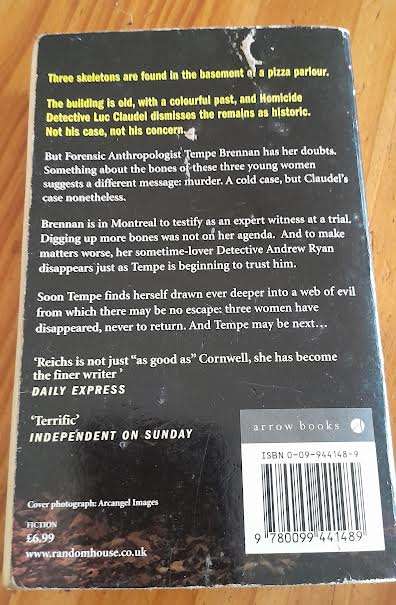 Three skeletons are found in the basement of a pizza parlour.
The building is old, with a colourful past, and Homicide
Detective Luc Claudel dismisses the remains as historic.
Not his case, not his concern.
But Forensic Anthropologist Tempe Brennan has her doubts.
Something about the bones of these three young women
suggests a different message: murder. A cold case, but Claudel's
case nonetheless.
Brennan is in Montreal to testify as an expert witness at a trial.
Digging up more bones was not on her agenda. And to make
matters worse, her sometime-lover Detective Andrew Ryan
disappears just as Tempe is beginning to trust him.
Soon Tempe finds herself drawn ever deeper into a web of evil
from which there may be no escape: three women have
disappeared, never to return. And Tempe may be next...
'Reichs is not just "as good as" Cornwell, she has become
the finer writer'
DAILY EXPRESS
'Terrific'
INDEPENDENT ON SUNDAY
arrow books
ISBN 0-09-944148-9
9 780099 441489
Cover photograph: Arcangel Images
FICTION
£6.99
www.randomhouse.co.uk